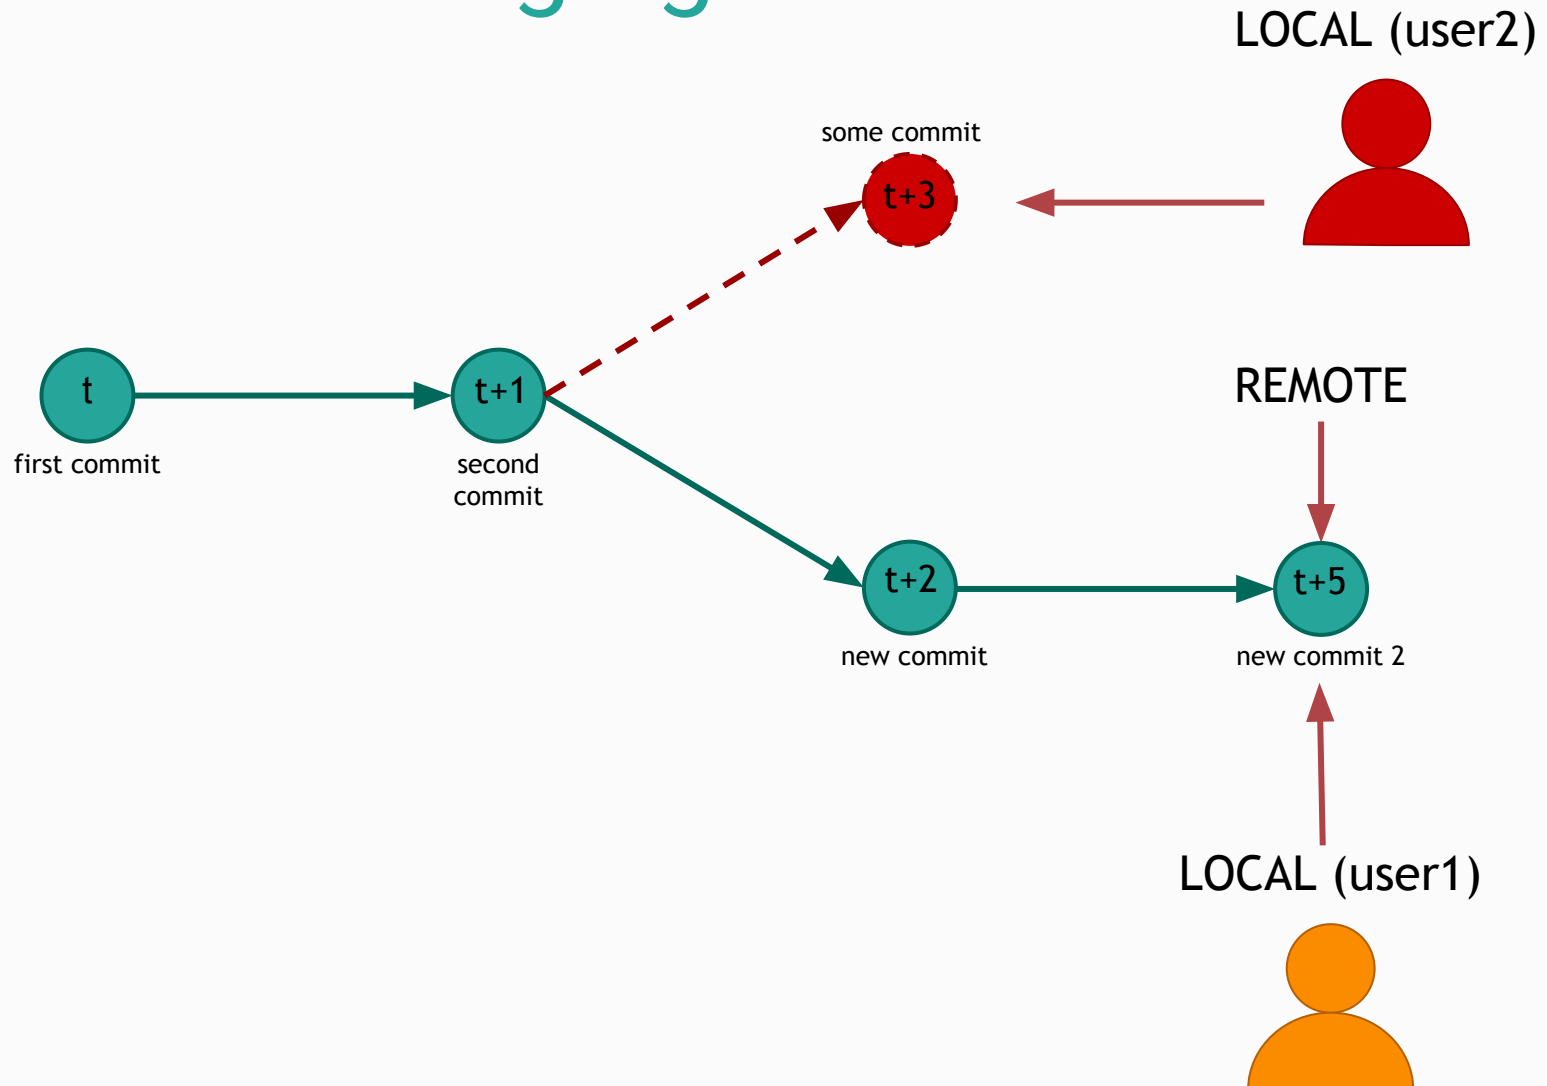 LOCAL (user2)
some commit
t+3
REMOTE
t
t+1
first commit
second
commit
t+2
t+5
new commit
new commit 2
LOCAL (user1)